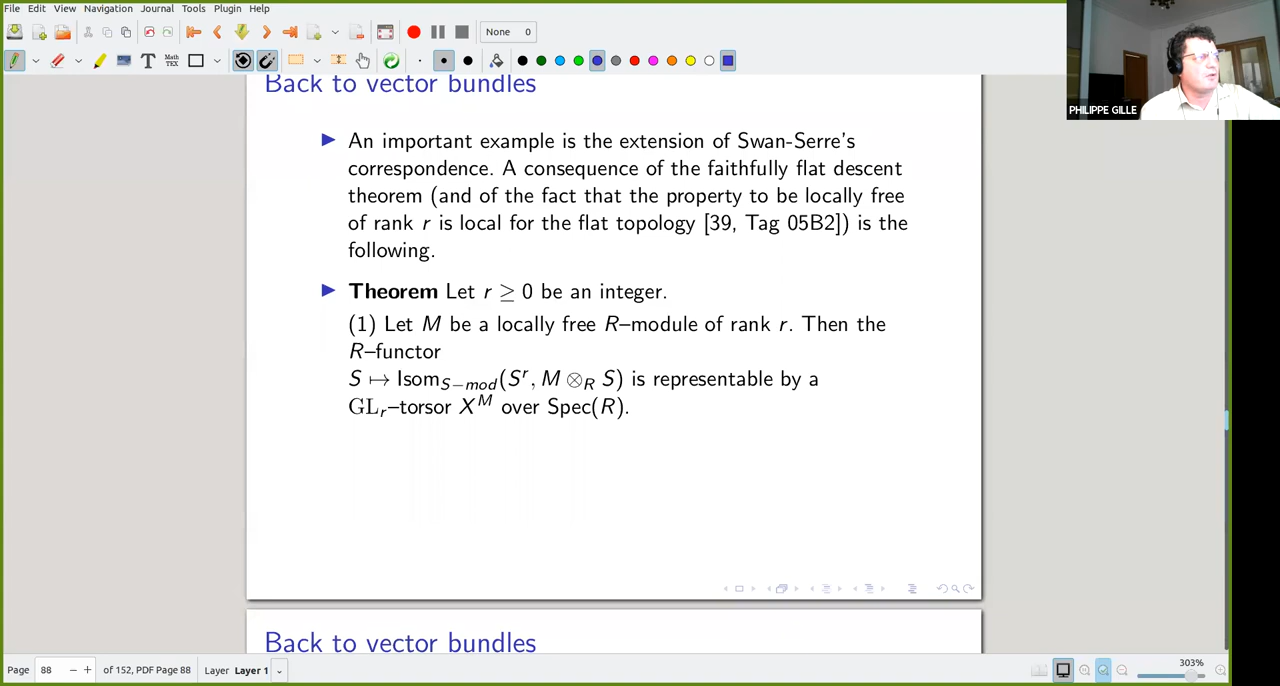 File Edit View Navigation Journal Tools Plugin Help
None 0
T Math TEX
PHILIPPE GILLE
Back to vector bundles
▶ An important example is the extension of Swan-Serre's
correspondence. A consequence of the faithfully flat descent
theorem (and of the fact that the property to be locally free
of rank r is local for the flat topology [39, Tag 05B2]) is the
following.
▶ Theorem Let r ≥ 0 be an integer.
(1) Let M be a locally free R–module of rank r. Then the
R–functor
S ↦ Isom_{S−mod}(S^r, M ⊗_R S) is representable by a
GL_r–torsor X^M over Spec(R).
Back to vector bundles
Page 88 − + of 152, PDF Page 88 Layer Layer 1 303%